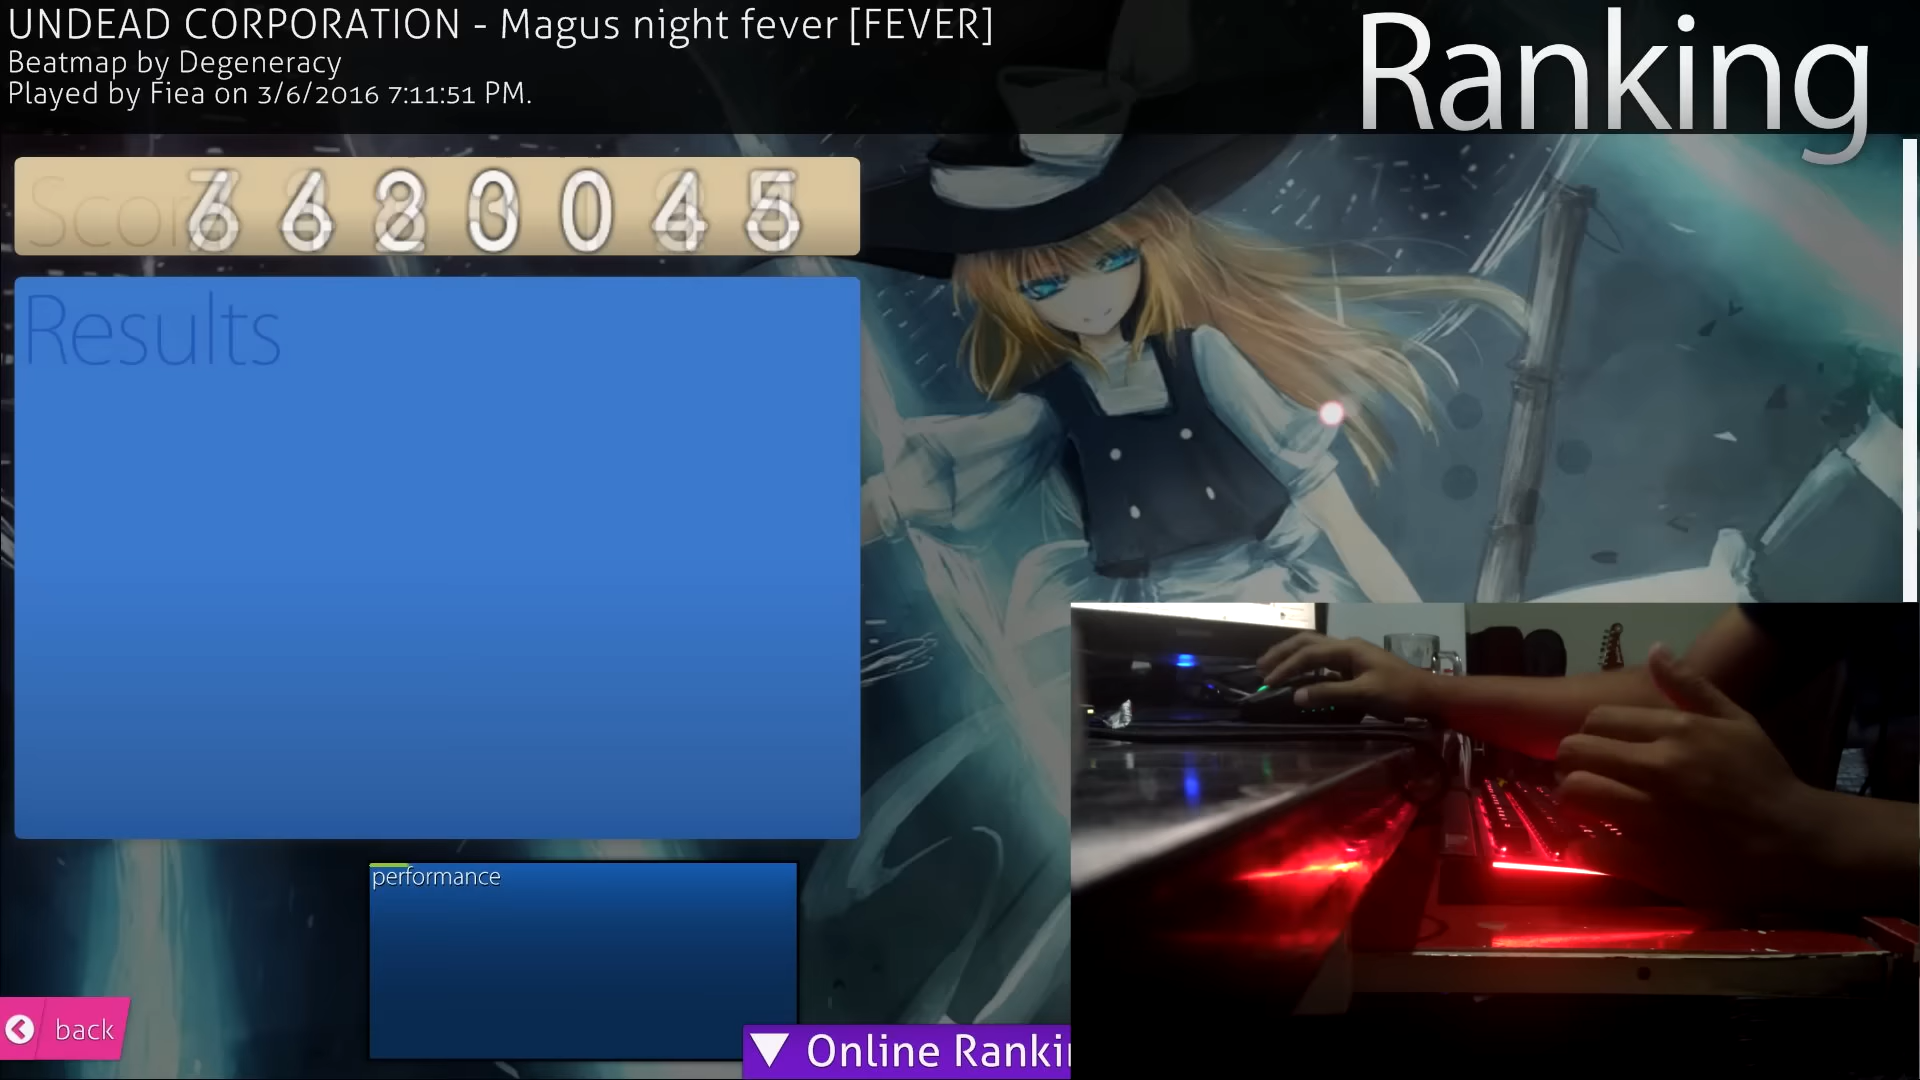 UNDEAD CORPORATION - Magus night fever [FEVER]
Beatmap by Degeneracy
Played by Fiea on 3/6/2016 7:11:51 PM.
Ranking
Results
performance
back
Online Ranki